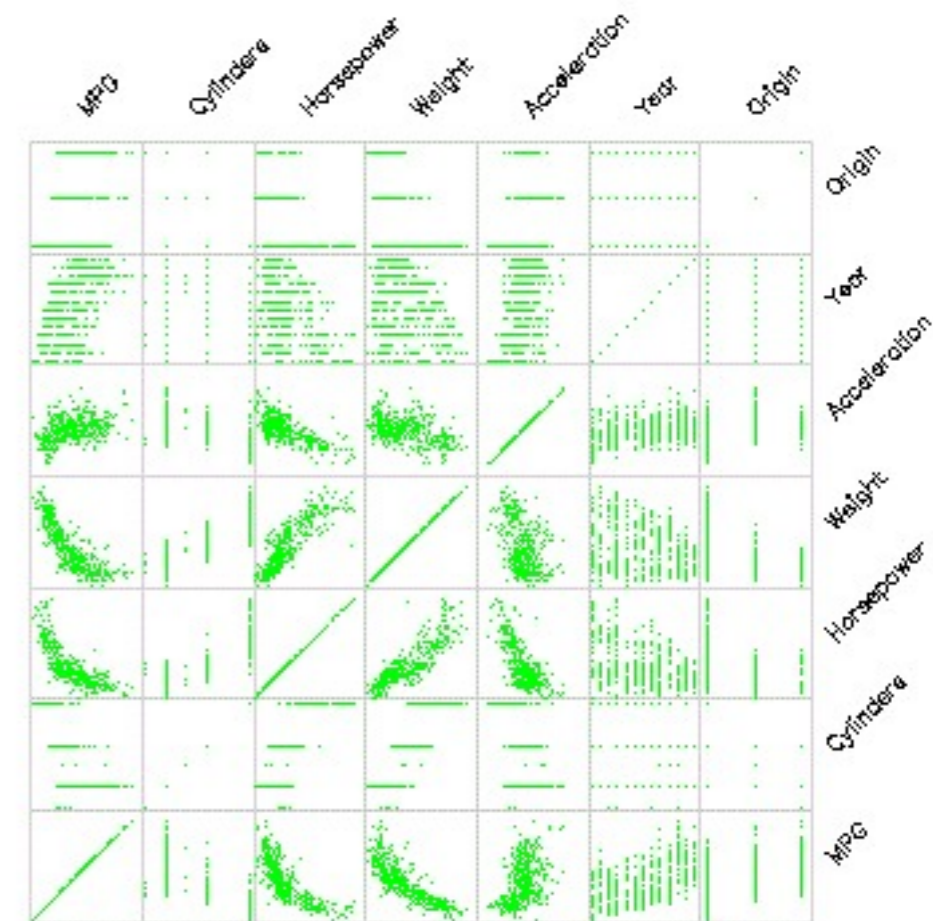 MPG
Cylinders
Horsepower
Weight
Acceleration
Year
Origin
Origin
Year
Acceleration
Weight
Horsepower
Cylinders
MPG